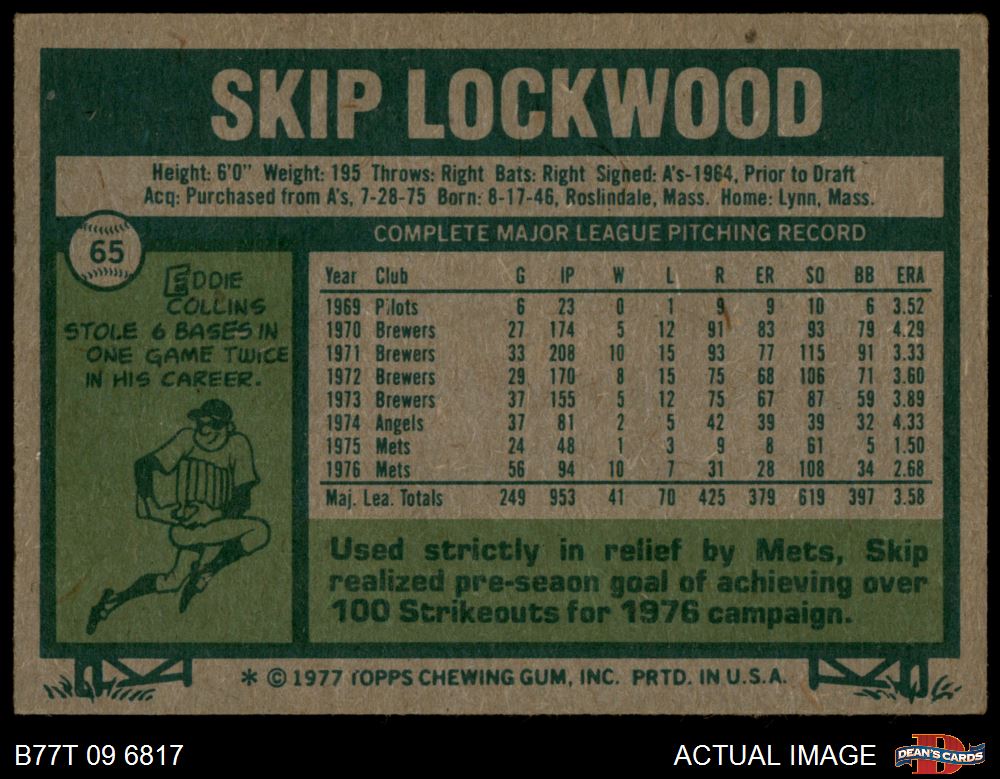 SKIP LOCKWOOD
Height: 6'0" Weight: 195 Throws: Right Bats: Right Signed: A's-1964, Prior to Draft
Acq: Purchased from A's, 7-28-75 Born: 8-17-46, Roslindale, Mass. Home: Lynn, Mass.
65
COMPLETE MAJOR LEAGUE PITCHING RECORD
EDDIE
COLLINS
STOLE 6 BASES IN
ONE GAME TWICE
IN HIS CAREER.
Year Club G IP W L R ER SO BB ERA
1969 Pilots 6 23 0 1 9 9 10 6 3.52
1970 Brewers 27 174 5 12 91 83 93 79 4.29
1971 Brewers 33 208 10 15 93 77 115 91 3.33
1972 Brewers 29 170 8 15 75 68 106 71 3.60
1973 Brewers 37 155 5 12 75 67 87 59 3.89
1974 Angels 37 81 2 5 42 39 39 32 4.33
1975 Mets 24 48 1 3 9 8 61 5 1.50
1976 Mets 56 94 10 7 31 28 108 34 2.68
Maj. Lea. Totals 249 953 41 70 425 379 619 397 3.58
Used strictly in relief by Mets, Skip
realized pre-seaon goal of achieving over
100 Strikeouts for 1976 campaign.
* © 1977 TOPPS CHEWING GUM, INC. PRTD. IN U.S.A.
B77T 09 6817
ACTUAL IMAGE
DEAN'S CARDS